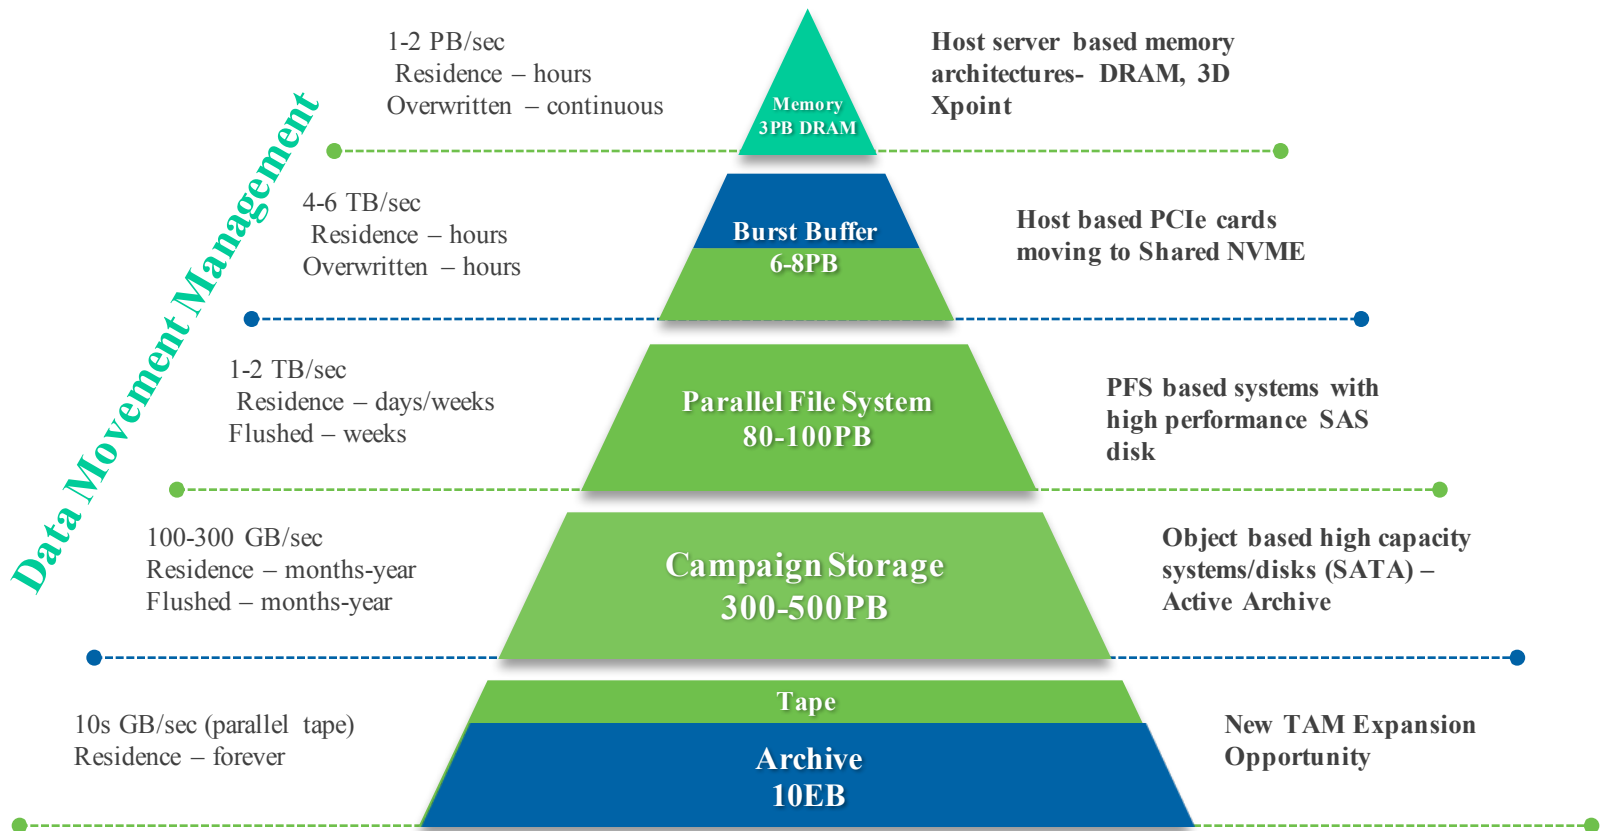 Data Movement Management
1-2 PB/sec
Residence – hours
Overwritten – continuous
Memory
3PB DRAM
Host server based memory
architectures- DRAM, 3D
Xpoint
4-6 TB/sec
Residence – hours
Overwritten – hours
Burst Buffer
6-8PB
Host based PCIe cards
moving to Shared NVME
1-2 TB/sec
Residence – days/weeks
Flushed – weeks
Parallel File System
80-100PB
PFS based systems with
high performance SAS
disk
100-300 GB/sec
Residence – months-year
Flushed – months-year
Campaign Storage
300-500PB
Object based high capacity
systems/disks (SATA) –
Active Archive
10s GB/sec (parallel tape)
Residence – forever
Tape
Archive
10EB
New TAM Expansion
Opportunity